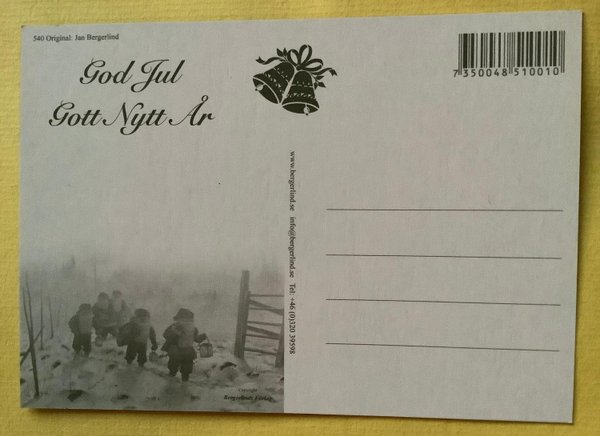 540 Original: Jan Bergerlind
God Jul
Gott Nytt År
7 350048 510010
www.bergerlind.se info@bergerlind.se Tel: +46 (0)320 39598
Copyright
Bergerlinds Förlag